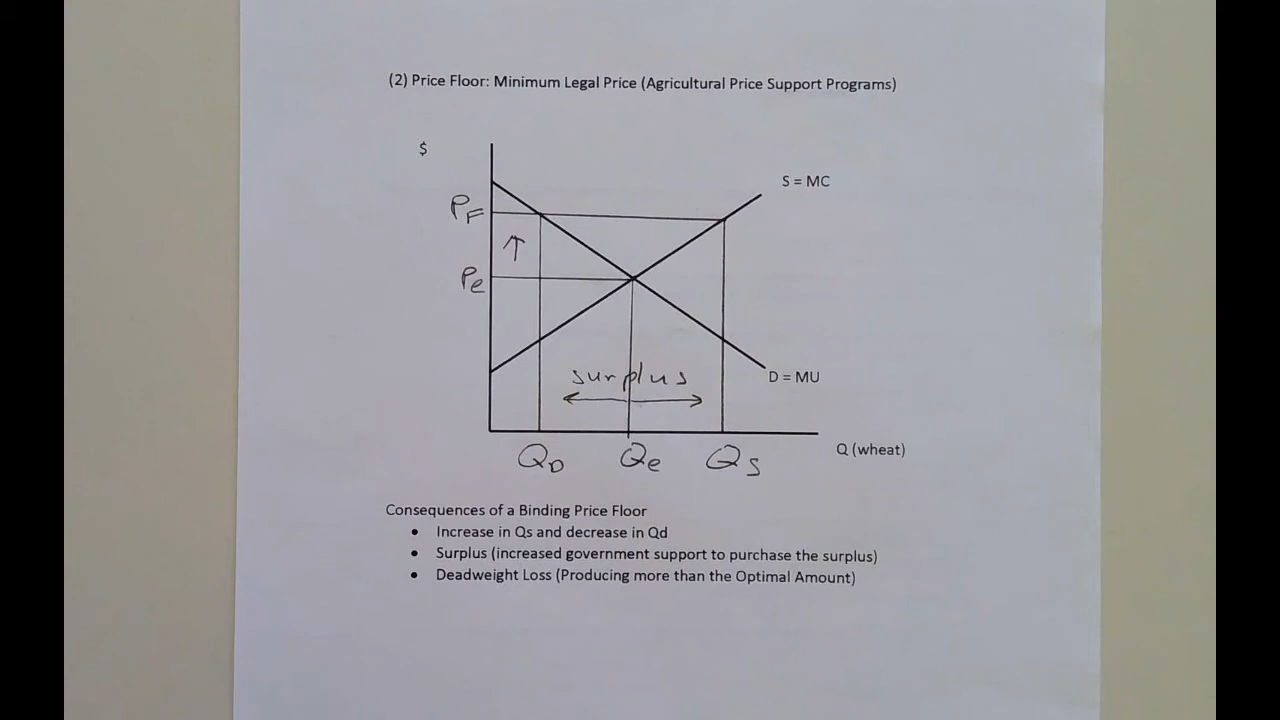 (2) Price Floor: Minimum Legal Price (Agricultural Price Support Programs)
$
S = MC
PF
↑
Pe
surplus
D = MU
Q (wheat)
QD Qe QS
Consequences of a Binding Price Floor
• Increase in Qs and decrease in Qd
• Surplus (increased government support to purchase the surplus)
• Deadweight Loss (Producing more than the Optimal Amount)